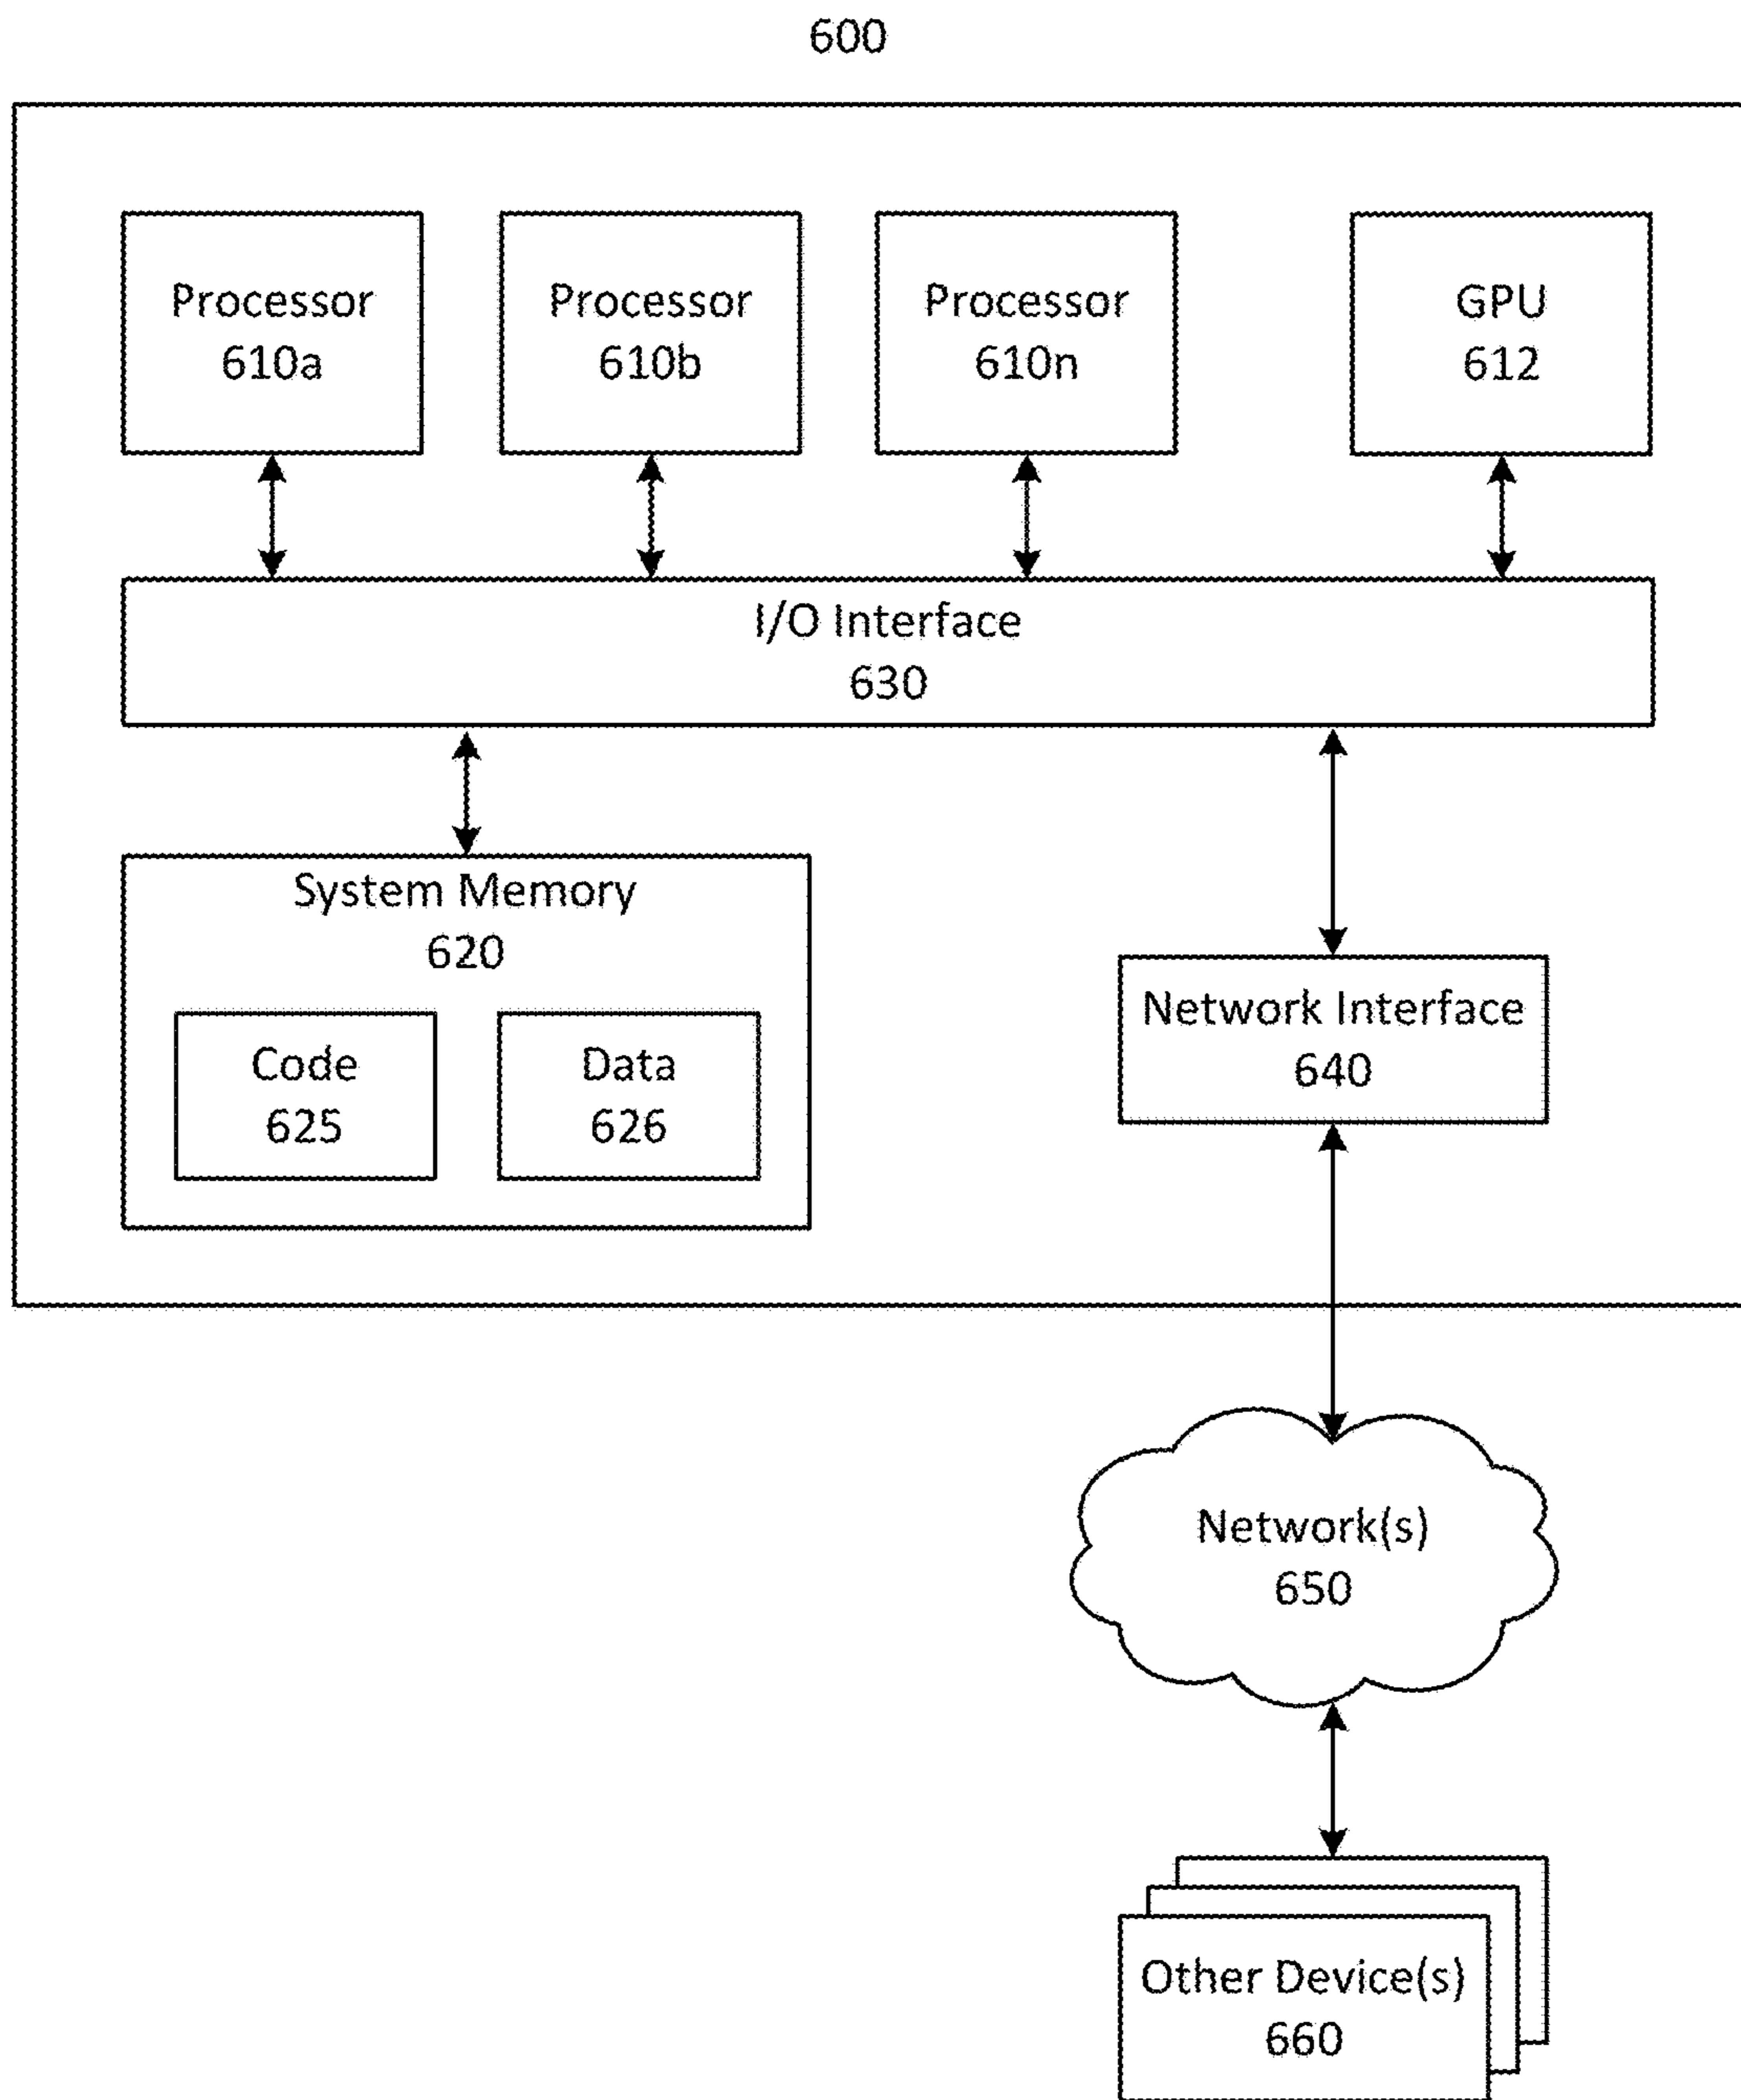 600
Processor
610a
Processor
610b
Processor
610n
GPU
612
I/O Interface
630
System Memory
620
Code
625
Data
626
Network Interface
640
Network(s)
650
Other Device(s)
660